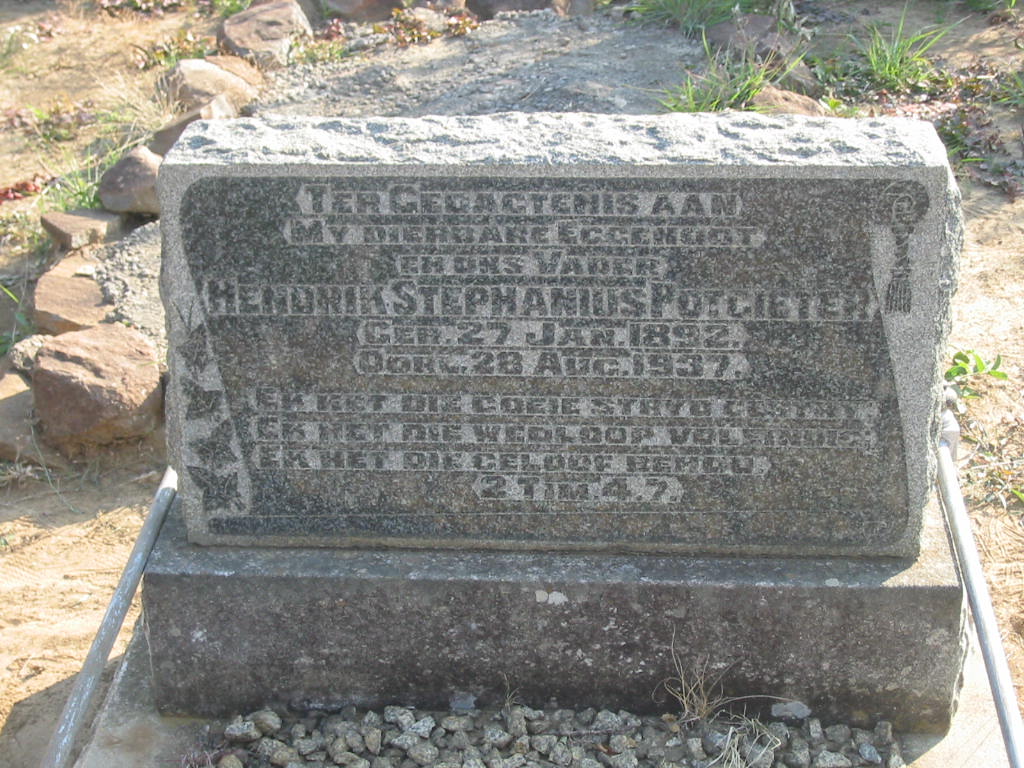 TER GEDAGTENIS AAN
MY DIERBARE EGGENOOT
EN ONS VADER
HENDRIK STEPHANIUS POTGIETER
GEB. 27 JAN. 1892.
OORL. 28 AUG. 1937.
EK HET DIE GOEIE STRYD GESTRY,
EK HET DIE WEDLOOP VOLEINDIG,
EK HET DIE GELOOF BEHOU.
2 TIM. 4.7.